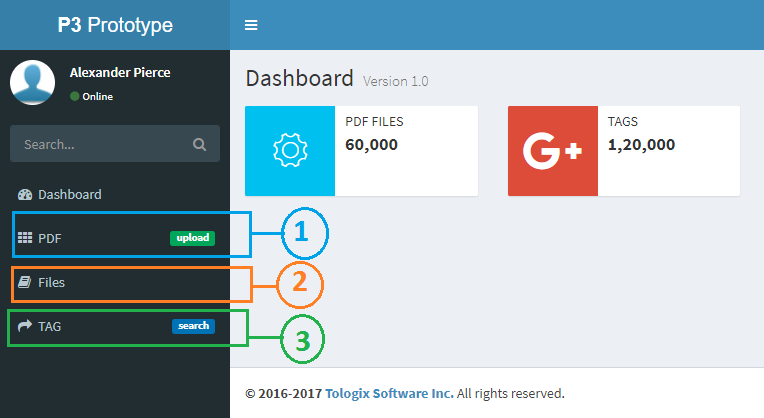 P3 Prototype
Alexander Pierce
Online
Search...
Dashboard
PDF upload
Files
TAG search
Dashboard Version 1.0
PDF FILES
60,000
G+
TAGS
1,20,000
1
2
3
© 2016-2017 Tologix Software Inc. All rights reserved.